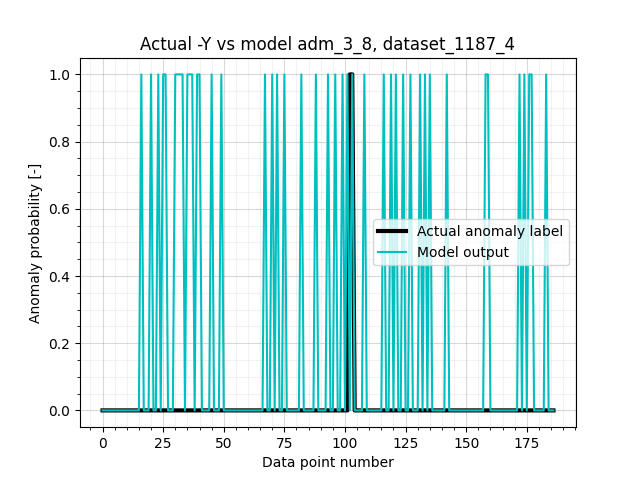 Actual -Y vs model adm_3_8, dataset_1187_4
Anomaly probability [-]
1.0
0.8
0.6
0.4
0.2
0.0
Actual anomaly label
Model output
0 25 50 75 100 125 150 175
Data point number